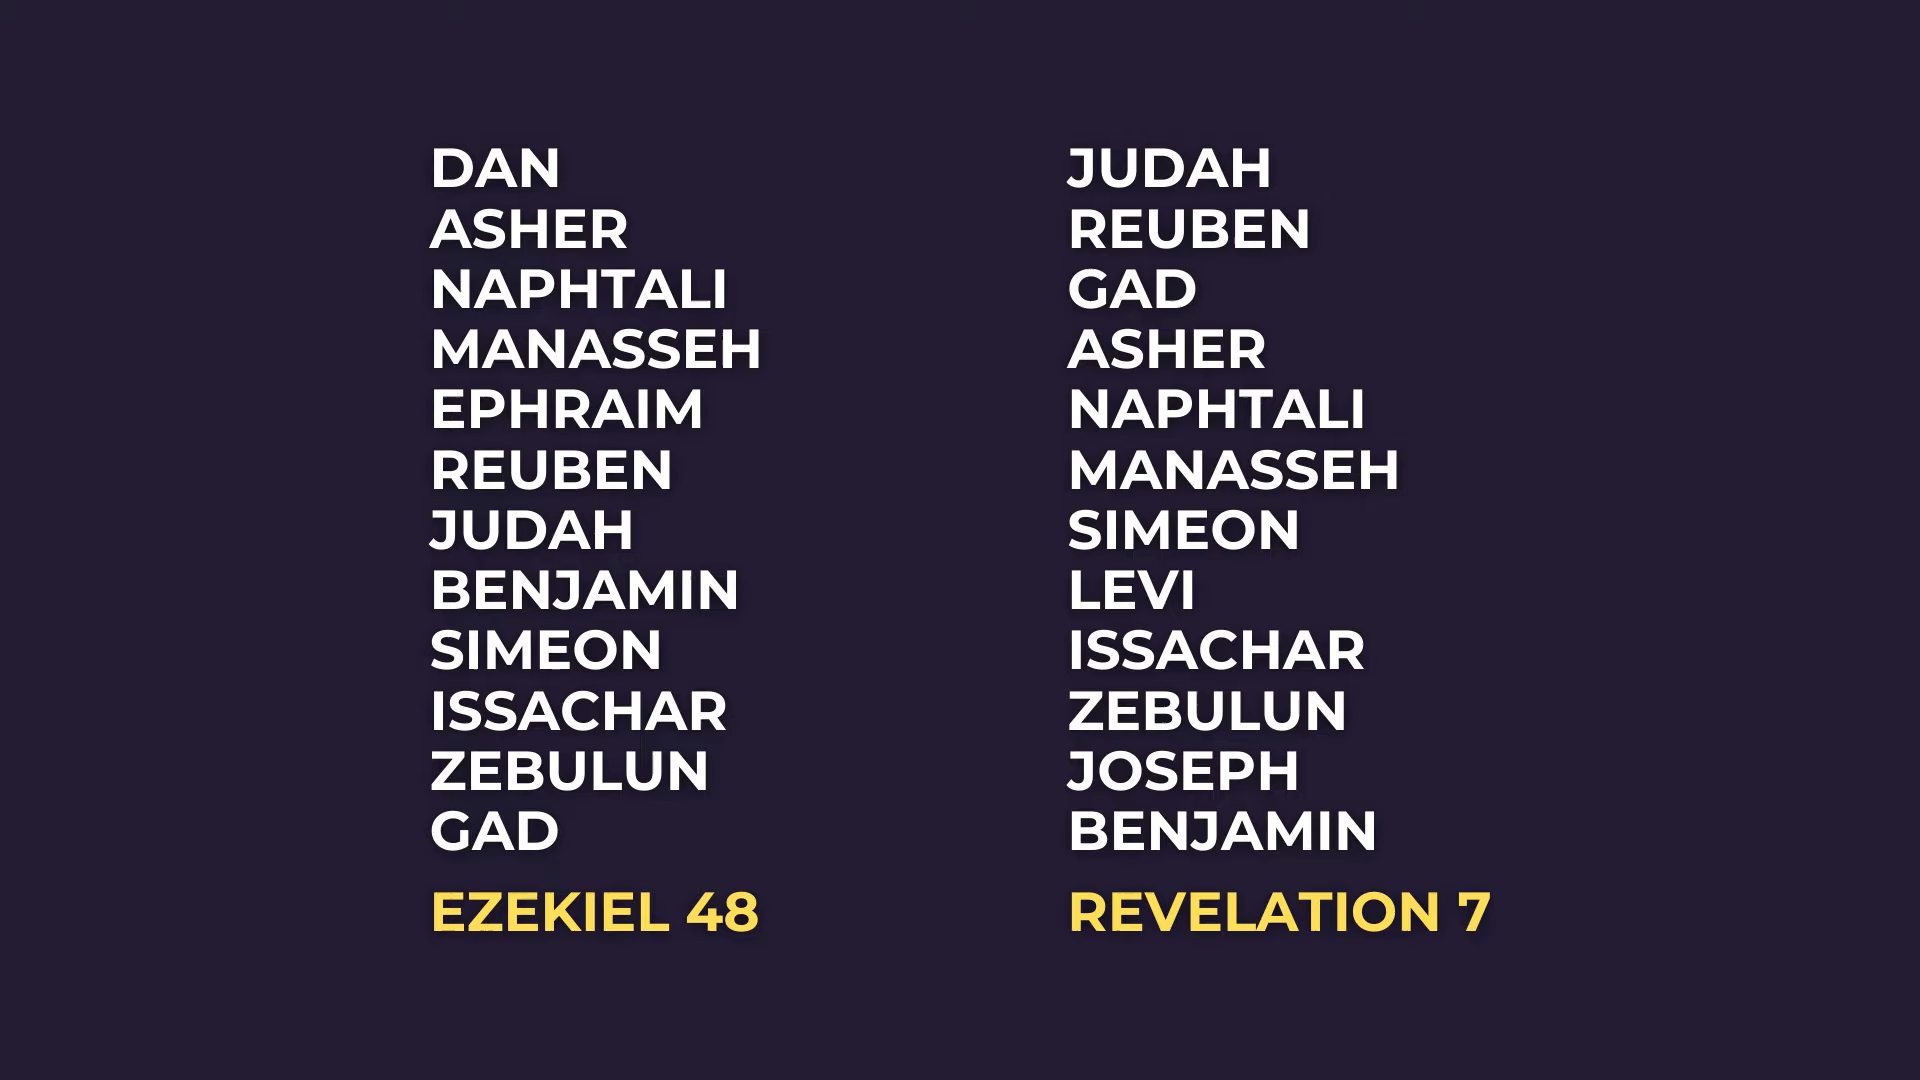 DAN
ASHER
NAPHTALI
MANASSEH
EPHRAIM
REUBEN
JUDAH
BENJAMIN
SIMEON
ISSACHAR
ZEBULUN
GAD
EZEKIEL 48
JUDAH
REUBEN
GAD
ASHER
NAPHTALI
MANASSEH
SIMEON
LEVI
ISSACHAR
ZEBULUN
JOSEPH
BENJAMIN
REVELATION 7